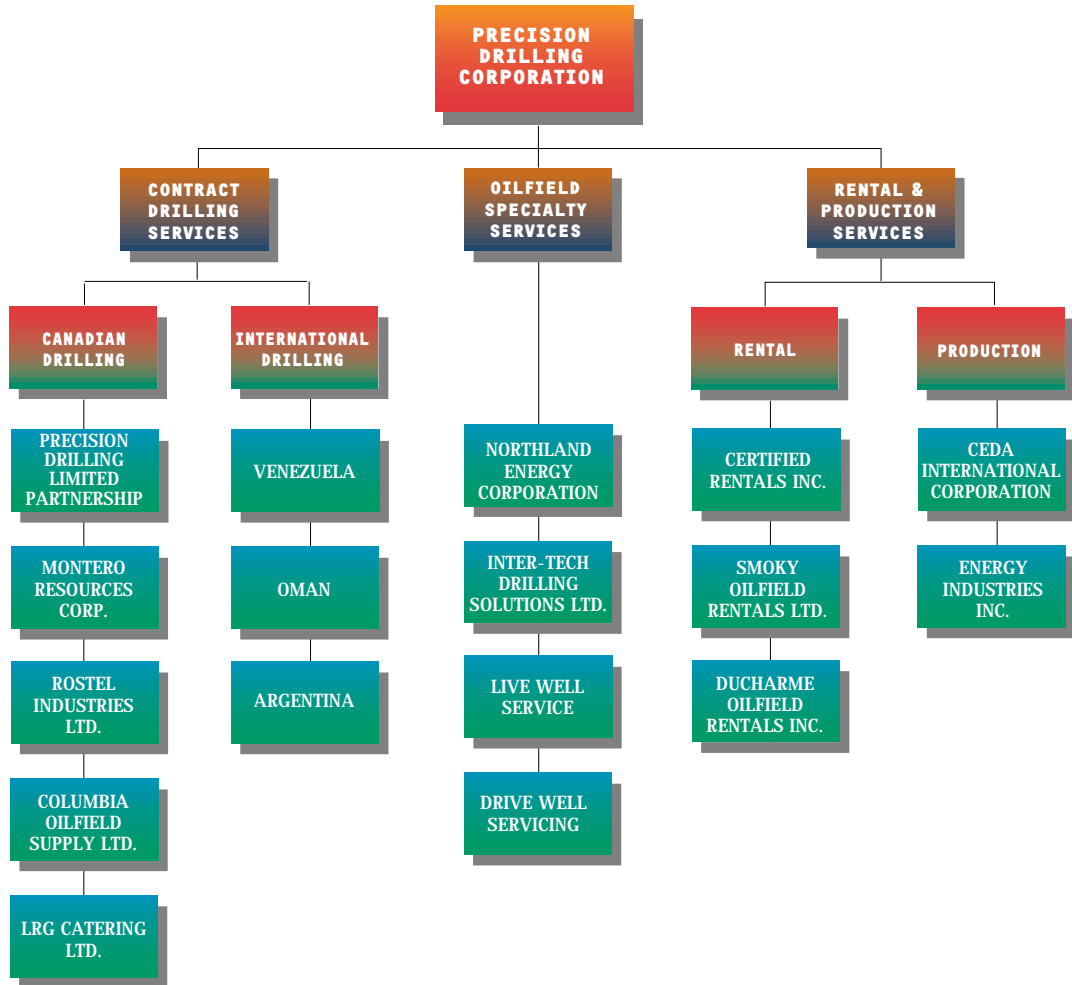 PRECISION
DRILLING
CORPORATION
CONTRACT
DRILLING
SERVICES
OILFIELD
SPECIALTY
SERVICES
RENTAL &
PRODUCTION
SERVICES
CANADIAN
DRILLING
INTERNATIONAL
DRILLING
RENTAL
PRODUCTION
PRECISION
DRILLING
LIMITED
PARTNERSHIP
VENEZUELA
NORTHLAND
ENERGY
CORPORATION
CERTIFIED
RENTALS INC.
CEDA
INTERNATIONAL
CORPORATION
MONTERO
RESOURCES
CORP.
OMAN
INTER-TECH
DRILLING
SOLUTIONS LTD.
SMOKY
OILFIELD
RENTALS LTD.
ENERGY
INDUSTRIES
INC.
ROSTEL
INDUSTRIES
LTD.
ARGENTINA
LIVE WELL
SERVICE
DUCHARME
OILFIELD
RENTALS INC.
COLUMBIA
OILFIELD
SUPPLY LTD.
DRIVE WELL
SERVICING
LRG CATERING
LTD.